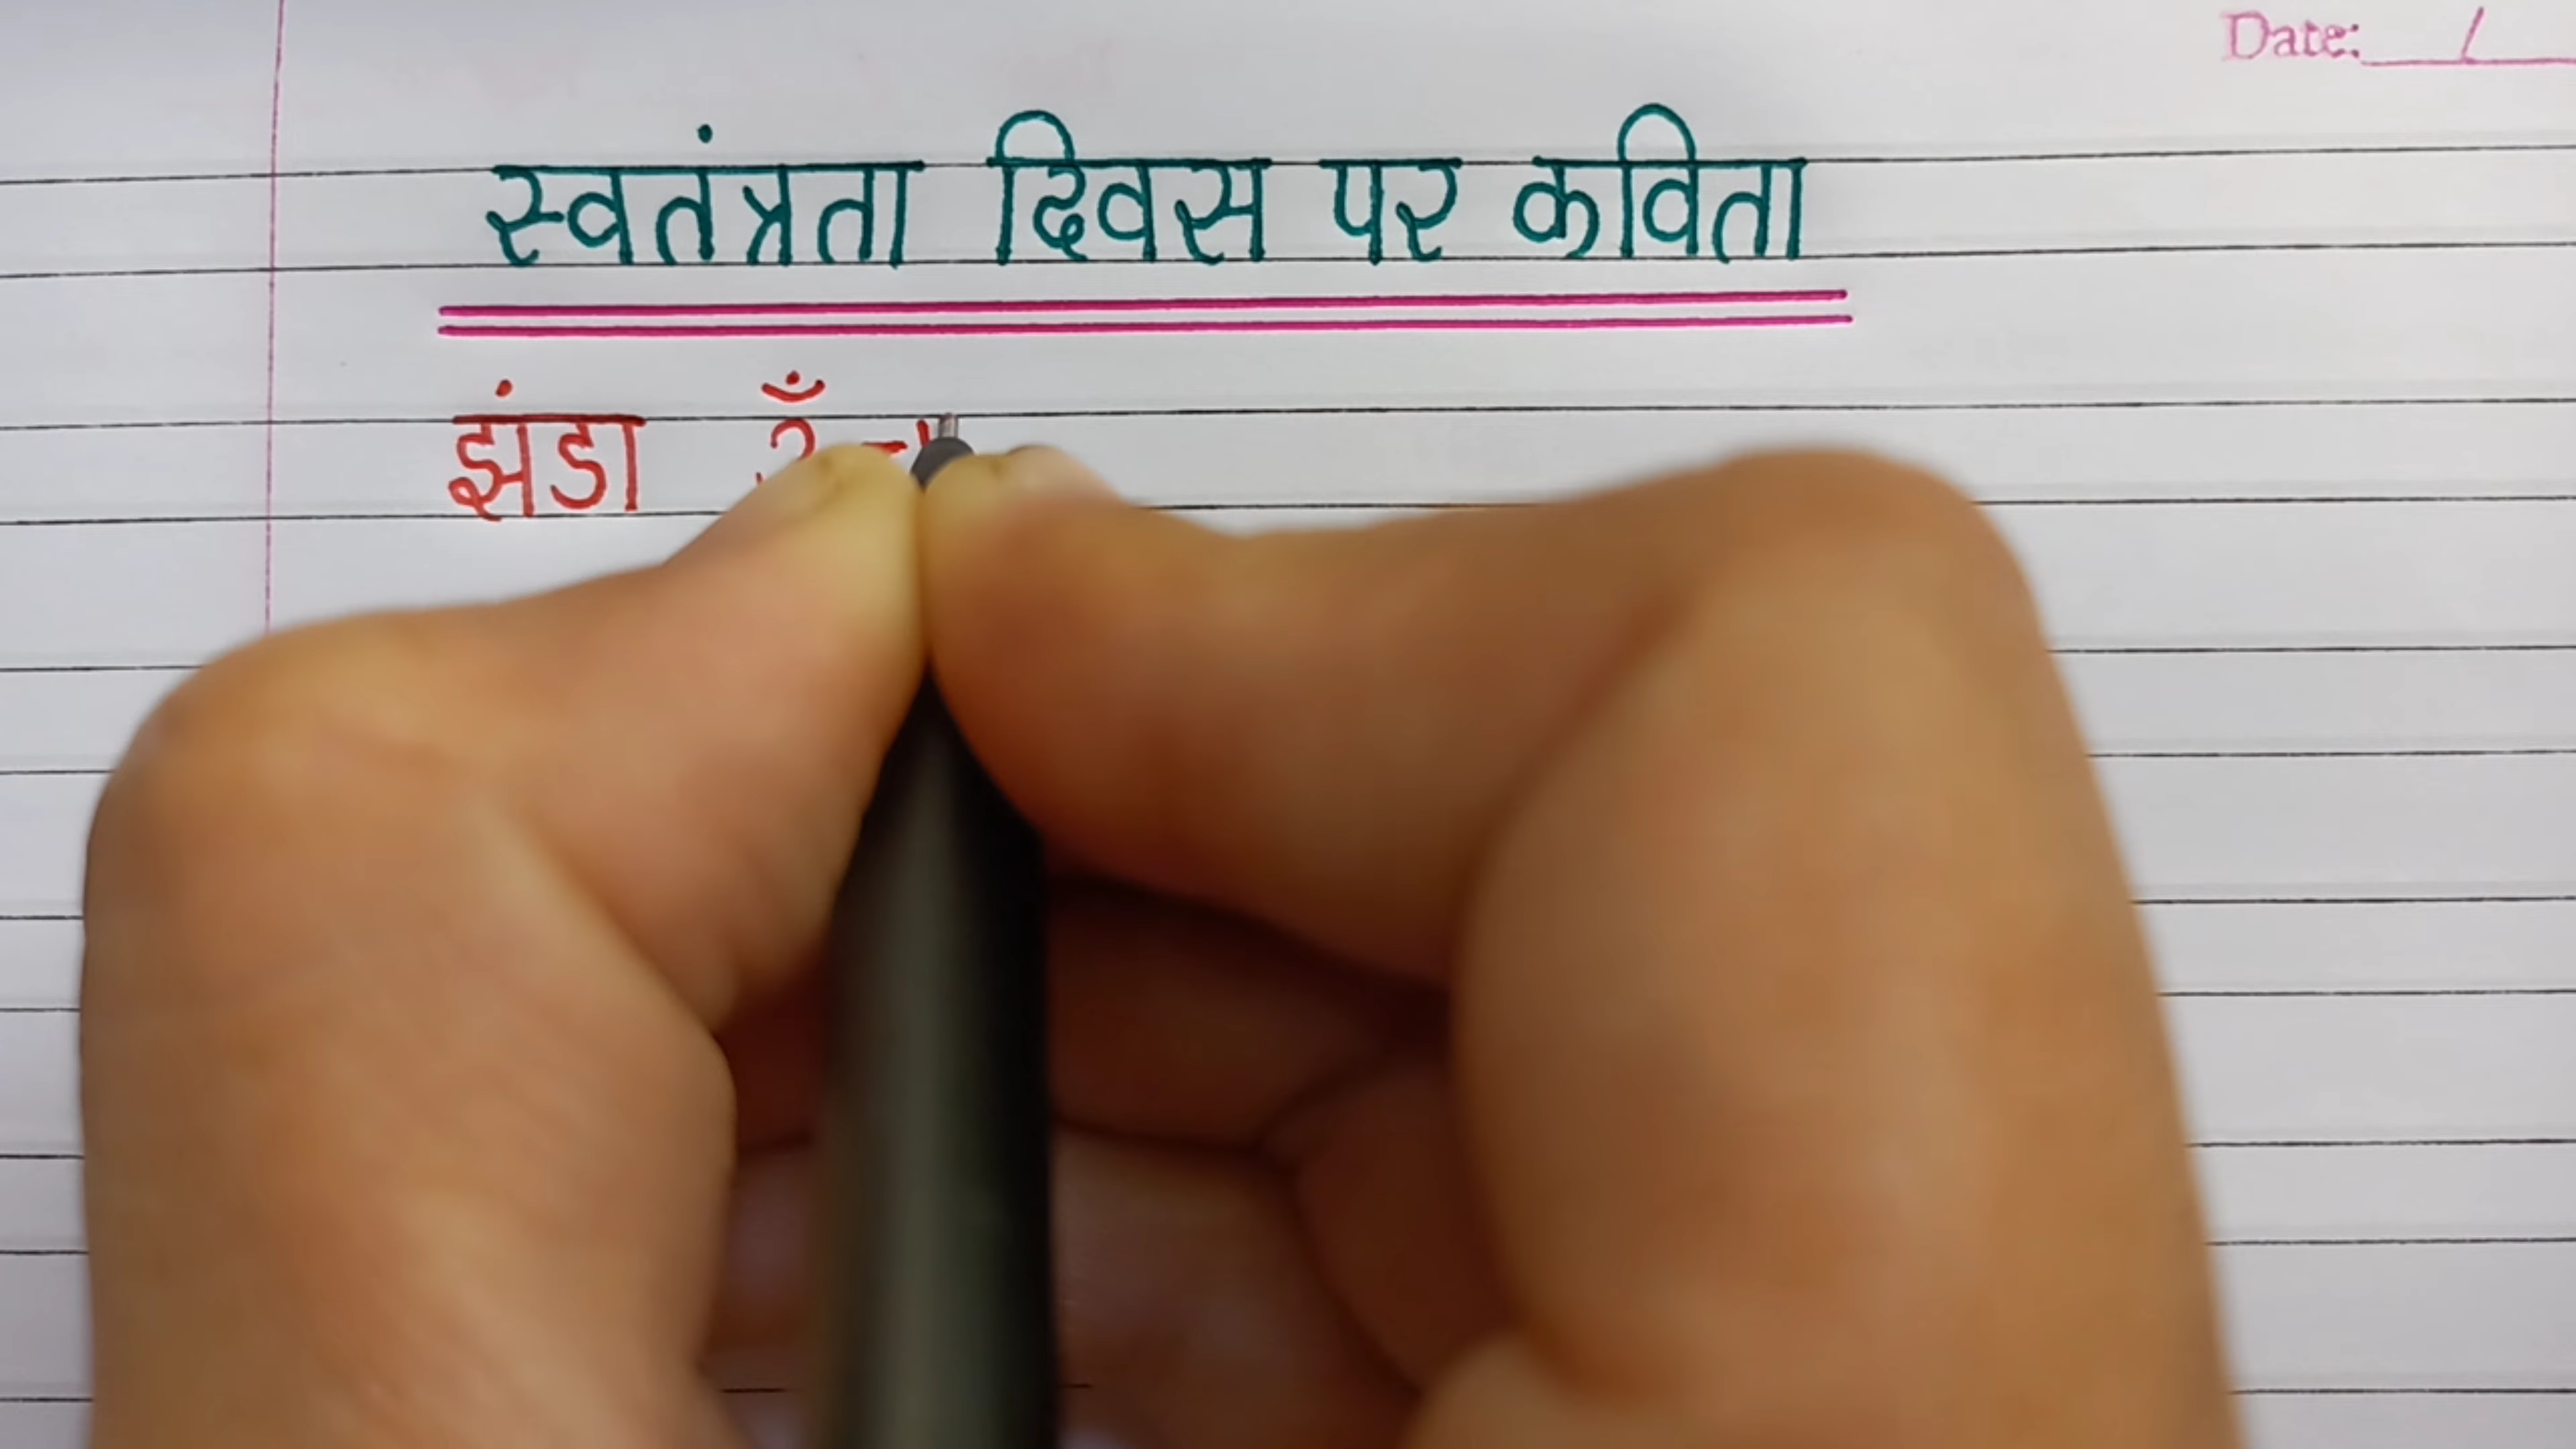 Date: /
स्वतंत्रता दिवस पर कविता
झंडा